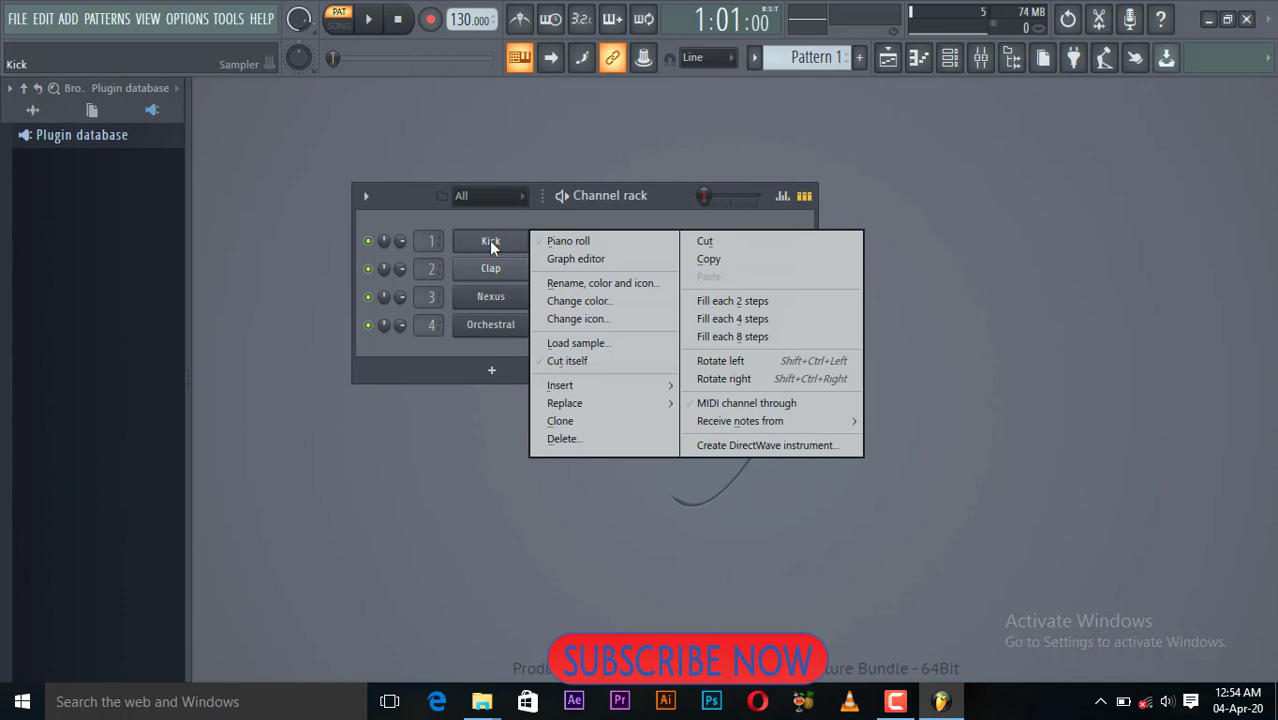 FILE EDIT ADD PATTERNS VIEW OPTIONS TOOLS HELP
PAT
SONG
130.000
3.2
1:01:00
B:S:T
5
74 MB
0
Kick
Sampler
Line
Pattern 1
Bro.. Plugin database
Plugin database
All
Channel rack
1 Kick
2 Clap
3 Nexus
4 Orchestral
+
Piano roll
Graph editor
Rename, color and icon...
Change color...
Change icon...
Load sample...
Cut itself
Insert
Replace
Clone
Delete...
Cut
Copy
Paste
Fill each 2 steps
Fill each 4 steps
Fill each 8 steps
Rotate left Shift+Ctrl+Left
Rotate right Shift+Ctrl+Right
MIDI channel through
Receive notes from
Create DirectWave instrument...
Activate Windows
Go to Settings to activate Windows.
SUBSCRIBE NOW
Bundle - 64Bit
Search the web and Windows
Ae
Pr
Ai
Ps
12:54 AM
04-Apr-20